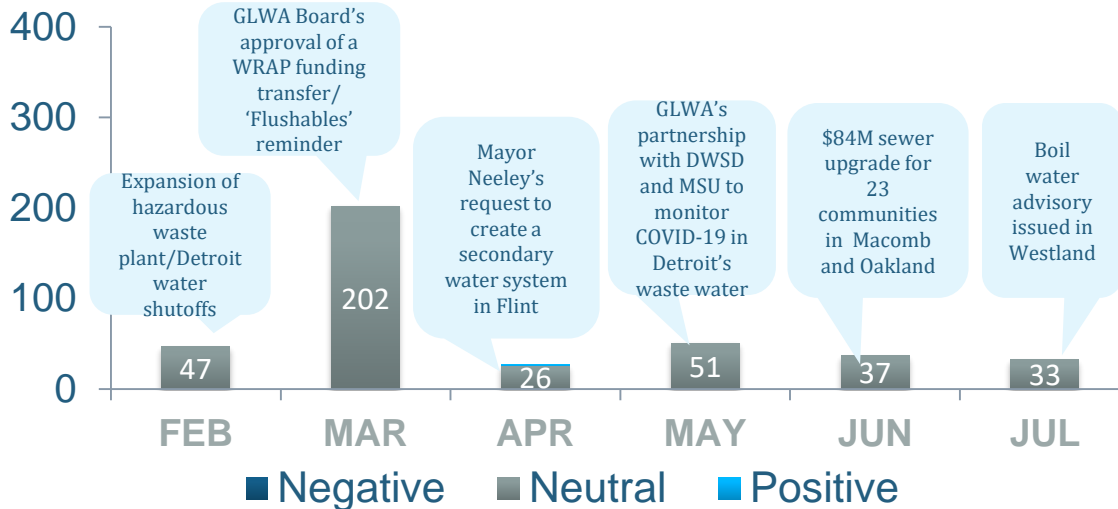 400
300
200
100
0
Expansion of
hazardous
waste
plant/Detroit
water
shutoffs
GLWA Board's
approval of a
WRAP funding
transfer/
'Flushables'
reminder
Mayor
Neeley's
request to
create a
secondary
water system
in Flint
GLWA's
partnership
with DWSD
and MSU to
monitor
COVID-19 in
Detroit's
waste water
$84M sewer
upgrade for
23
communities
in Macomb
and Oakland
Boil
water
advisory
issued in
Westland
47
202
26
51
37
33
FEB
MAR
APR
MAY
JUN
JUL
Negative
Neutral
Positive